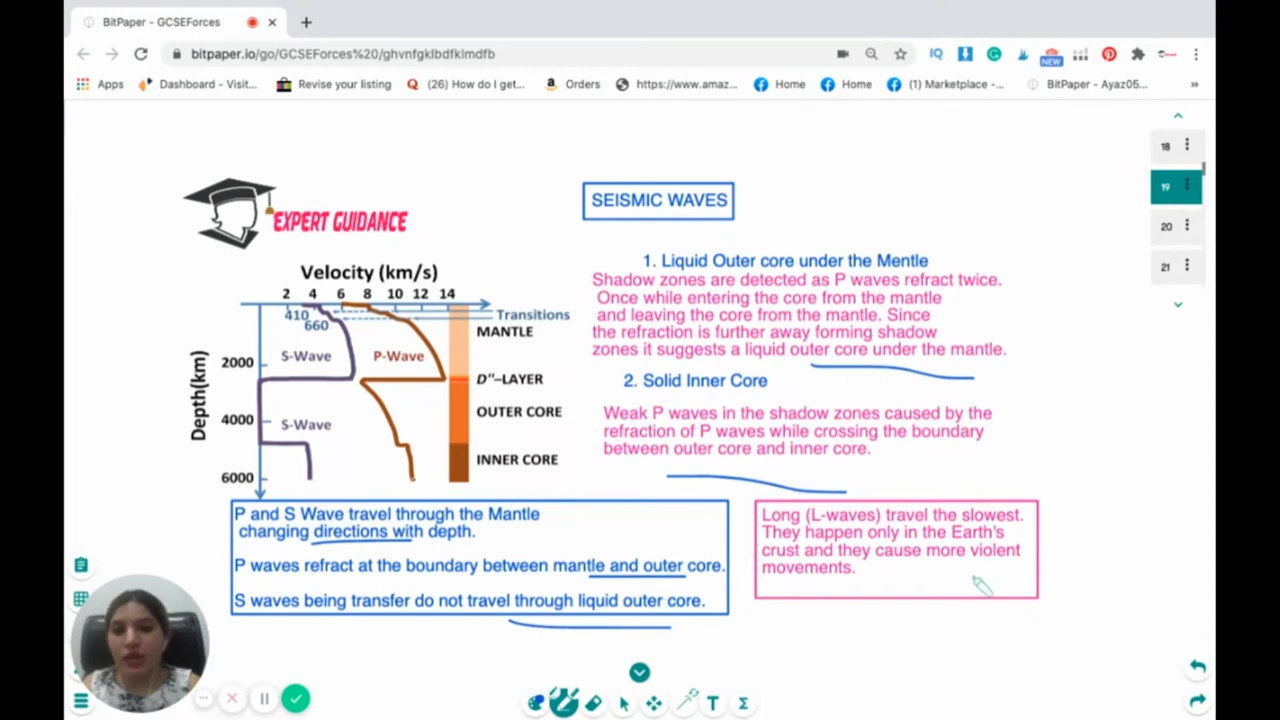 BitPaper - GCSEForces
bitpaper.io/go/GCSEForces%20/ghvnfgklbdfklmdfb
Apps
Dashboard - Visit...
Revise your listing
(26) How do I get...
Orders
https://www.amaz...
Home
Home
(1) Marketplace -...
BitPaper - Ayaz05...
IQ
NEW
18
19
20
21
EXPERT GUIDANCE
SEISMIC WAVES
Velocity (km/s)
2 4 6 8 10 12 14
410
660
Transitions
MANTLE
S-Wave
P-Wave
2000
D"–LAYER
Depth(km)
OUTER CORE
4000
S-Wave
INNER CORE
6000
1. Liquid Outer core under the Mentle
Shadow zones are detected as P waves refract twice.
Once while entering the core from the mantle
and leaving the core from the mantle. Since
the refraction is further away forming shadow
zones it suggests a liquid outer core under the mantle.
2. Solid Inner Core
Weak P waves in the shadow zones caused by the
refraction of P waves while crossing the boundary
between outer core and inner core.
P and S Wave travel through the Mantle
changing directions with depth.
P waves refract at the boundary between mantle and outer core.
S waves being transfer do not travel through liquid outer core.
Long (L-waves) travel the slowest.
They happen only in the Earth's
crust and they cause more violent
movements.
T
Σ